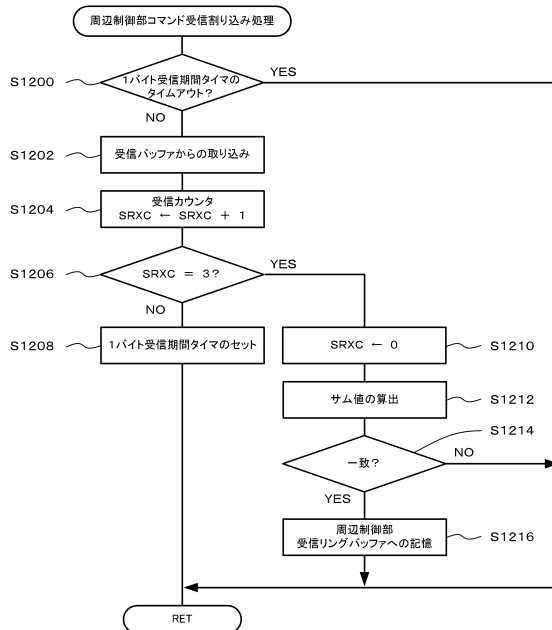 周辺制御部コマンド受信割り込み処理
S1200
1バイト受信期間タイマの
タイムアウト?
YES
NO
S1202
受信バッファからの取り込み
S1204
受信カウンタ
SRXC ← SRXC + 1
S1206
SRXC = 3?
YES
NO
S1208
1バイト受信期間タイマのセット
SRXC ← 0
S1210
サム値の算出
S1212
S1214
一致?
NO
YES
周辺制御部
受信リングバッファへの記憶
S1216
RET